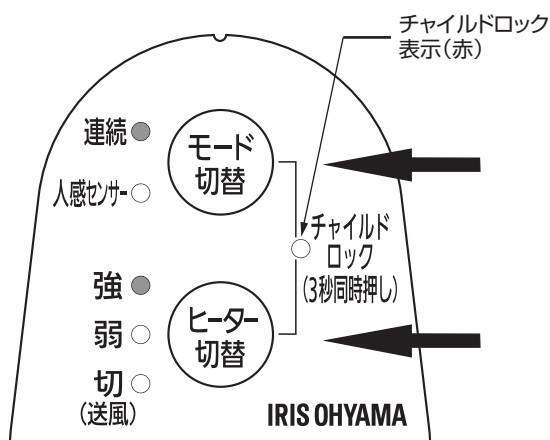 チャイルドロック
表示（赤）
連続
モード
切替
人感センサー
チャイルド
ロック
（3秒同時押し）
強
ヒーター
切替
弱
切
（送風）
IRIS OHYAMA